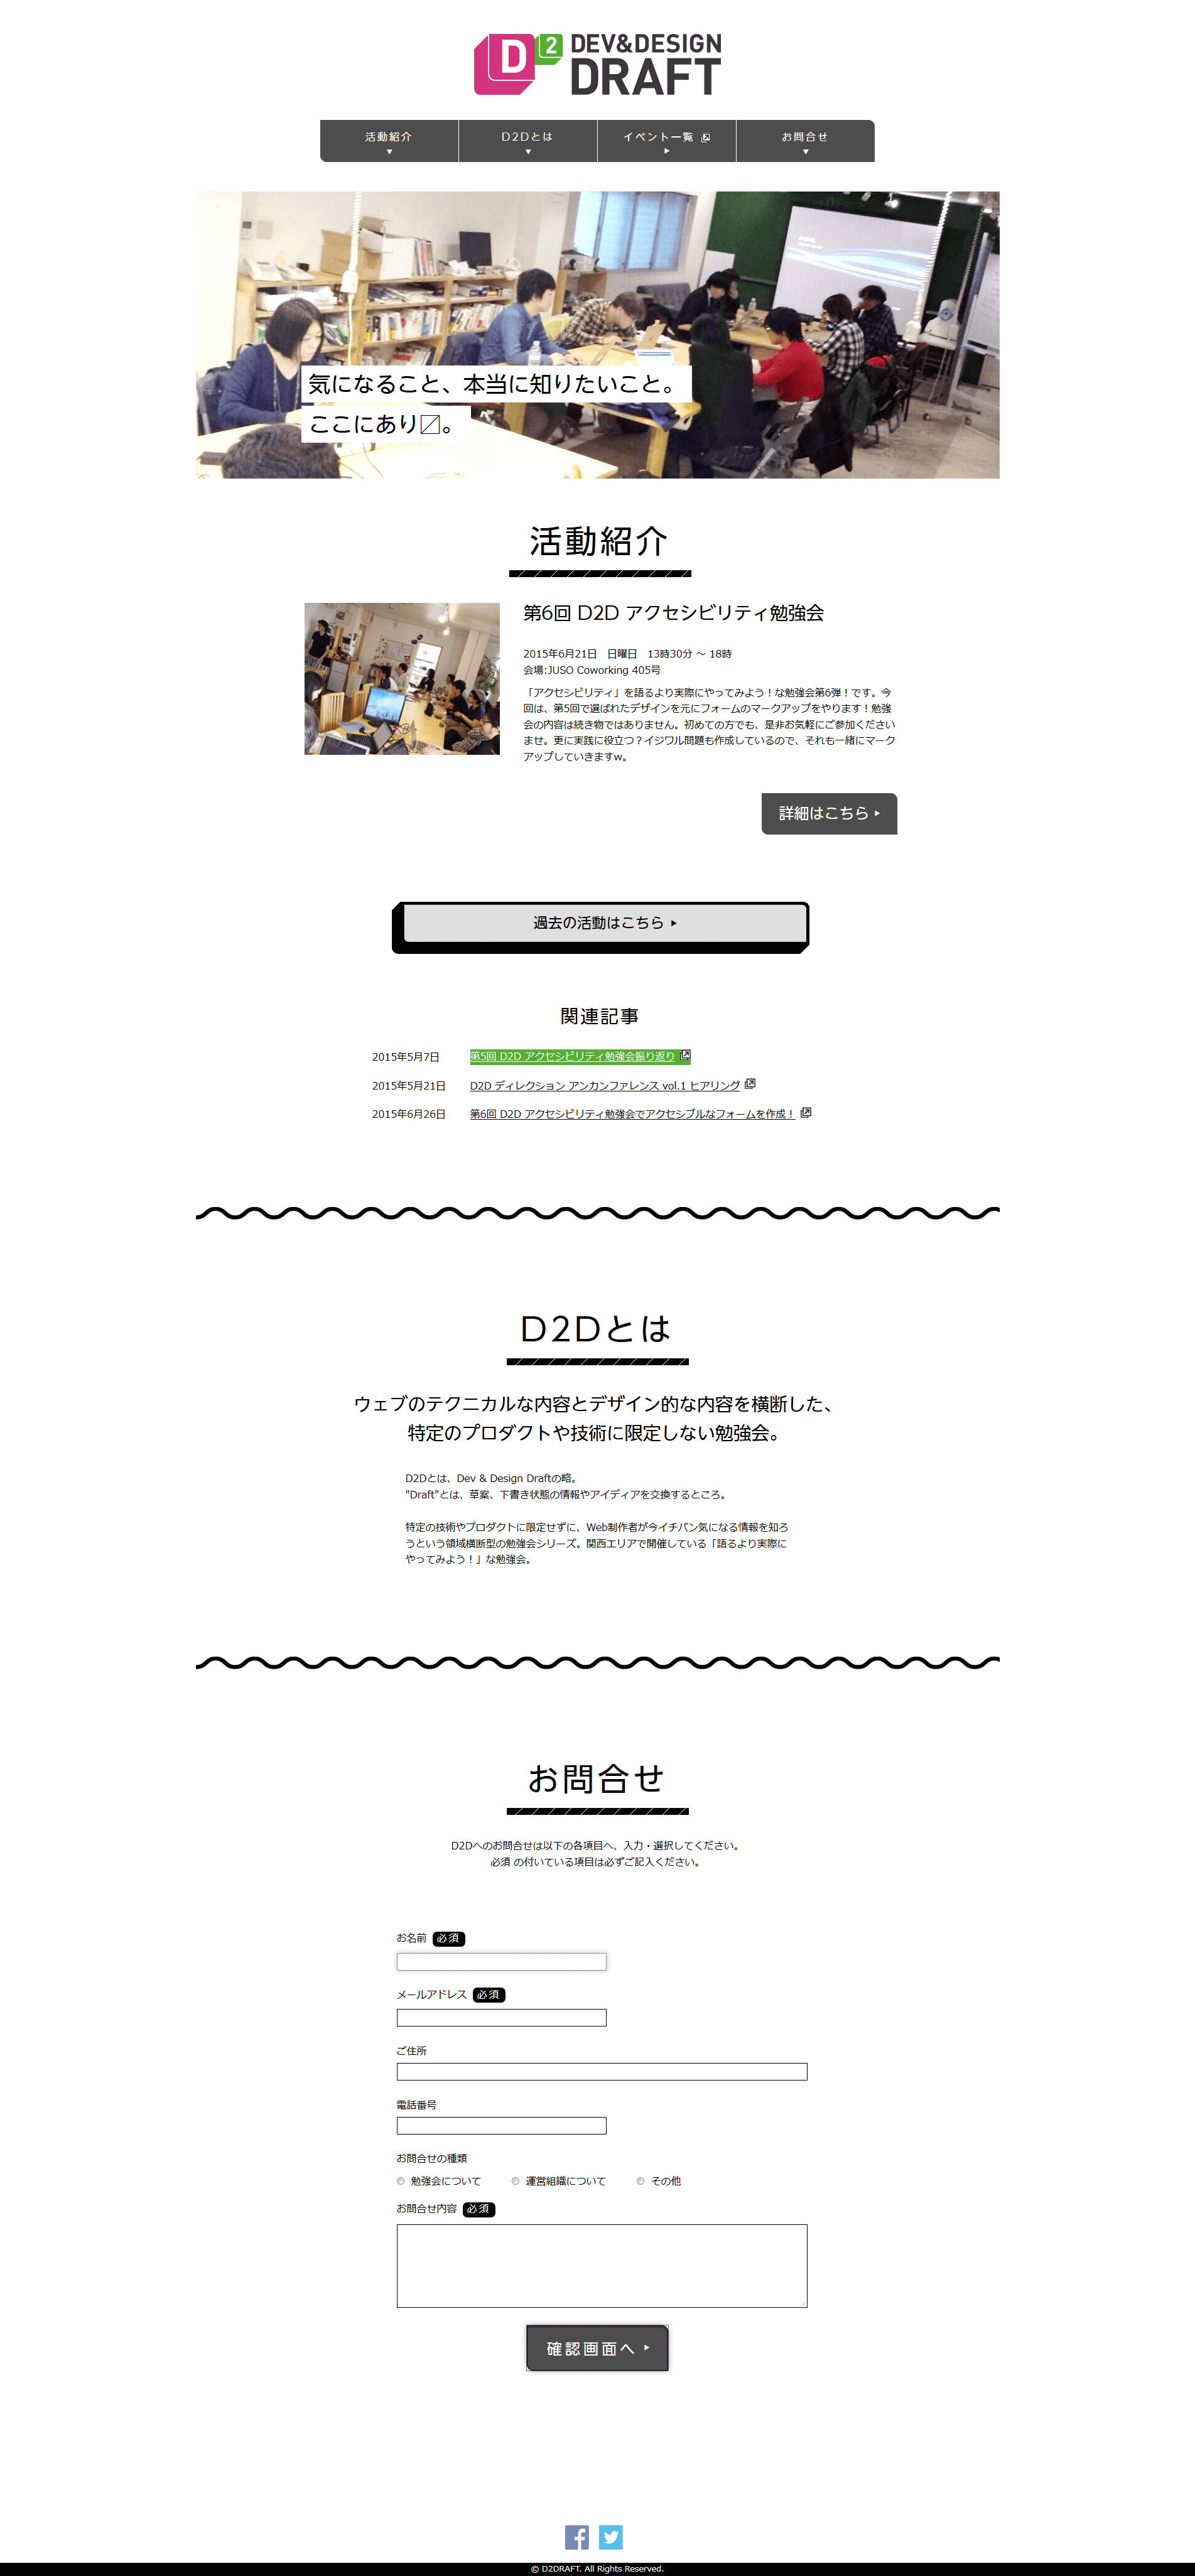 D2 DEV&DESIGN
DRAFT
活動紹介
D2Dとは
イベント一覧
お問合せ
気になること、本当に知りたいこと。
ここにあり〼。
活動紹介
第6回 D2D アクセシビリティ勉強会
2015年6月21日　日曜日　13時30分 ～ 18時
会場:JUSO Coworking 405号
「アクセシビリティ」を語るより実際にやってみよう！な勉強会第6弾！です。今
回は、第5回で選ばれたデザインを元にフォームのマークアップをやります！勉強
会の内容は続き物ではありません。初めての方でも、是非お気軽にご参加ください
ませ。更に実践に役立つ？イジワル問題も作成しているので、それも一緒にマーク
アップしていきますw。
詳細はこちら
過去の活動はこちら
関連記事
2015年5月7日 第5回 D2D アクセシビリティ勉強会振り返り
2015年5月21日 D2D ディレクション アンカンファレンス vol.1 ヒアリング
2015年6月26日 第6回 D2D アクセシビリティ勉強会でアクセシブルなフォームを作成！
D2Dとは
ウェブのテクニカルな内容とデザイン的な内容を横断した、
特定のプロダクトや技術に限定しない勉強会。
D2Dとは、Dev & Design Draftの略。
"Draft"とは、草案、下書き状態の情報やアイディアを交換するところ。
特定の技術やプロダクトに限定せずに、Web制作者が今イチバン気になる情報を知ろ
うという領域横断型の勉強会シリーズ。関西エリアで開催している「語るより実際に
やってみよう！」な勉強会。
お問合せ
D2Dへのお問合せは以下の各項目へ、入力・選択してください。
必須 の付いている項目は必ずご記入ください。
お名前 必須
メールアドレス 必須
ご住所
電話番号
お問合せの種類
勉強会について 運営組織について その他
お問合せ内容 必須
確認画面へ
© D2DRAFT. All Rights Reserved.